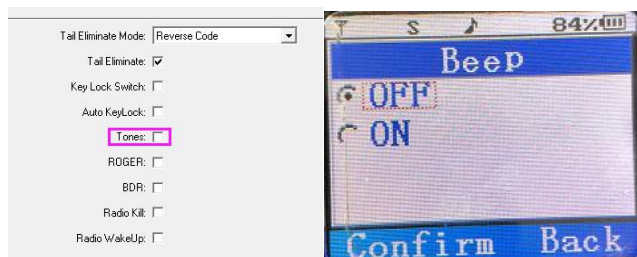 Tail Eliminate Mode: Reverse Code
Tail Eliminate:
Key Lock Switch:
Auto KeyLock:
Tones:
ROGER:
BDR:
Radio Kill:
Radio WakeUp:
S 84%
Beep
OFF
ON
Confirm Back